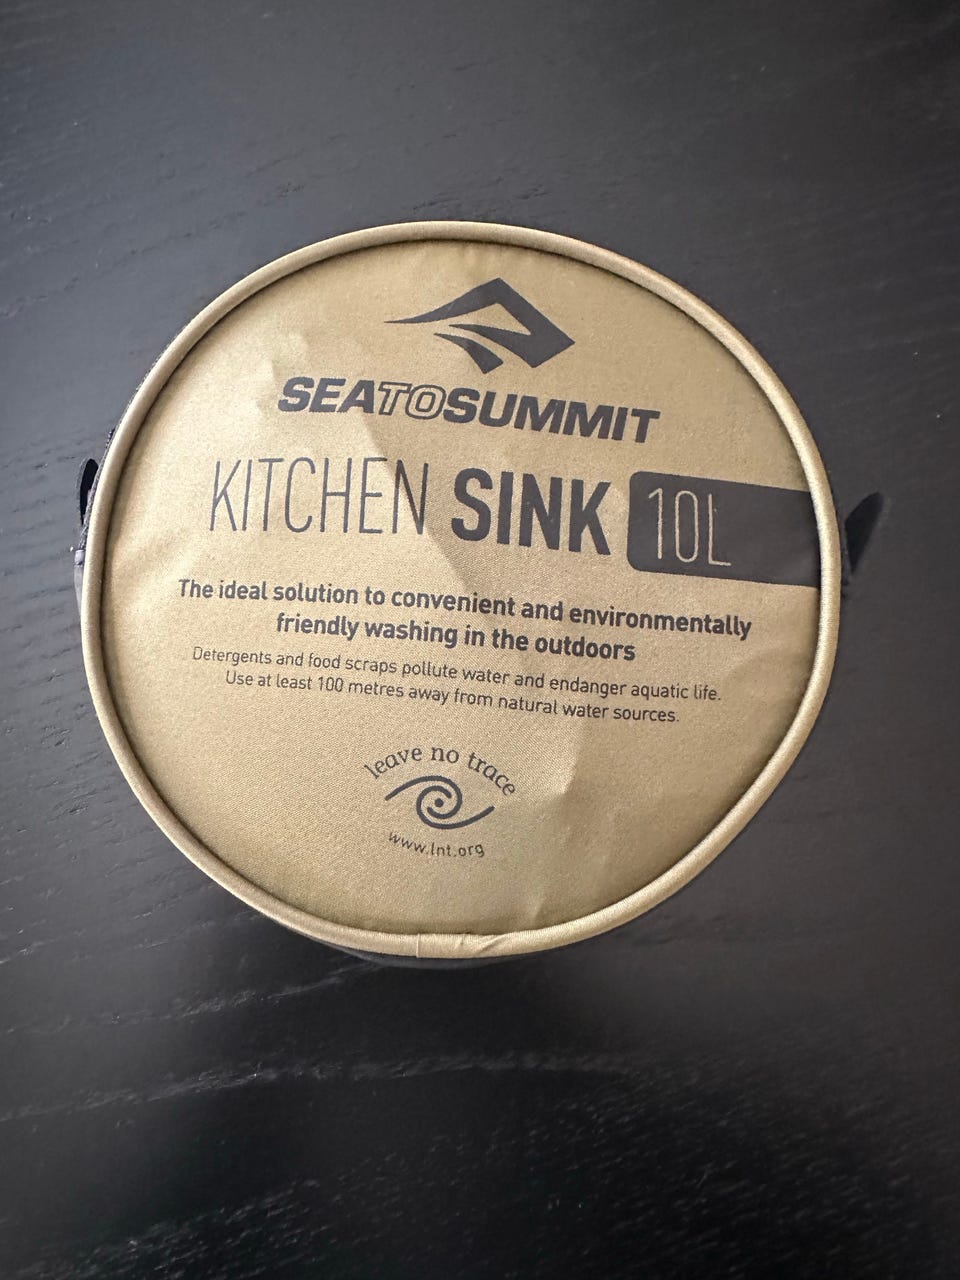 SEATOSUMMIT
KITCHEN SINK 10L
The ideal solution to convenient and environmentally
friendly washing in the outdoors
Detergents and food scraps pollute water and endanger aquatic life.
Use at least 100 metres away from natural water sources.
leave no trace
www.lnt.org